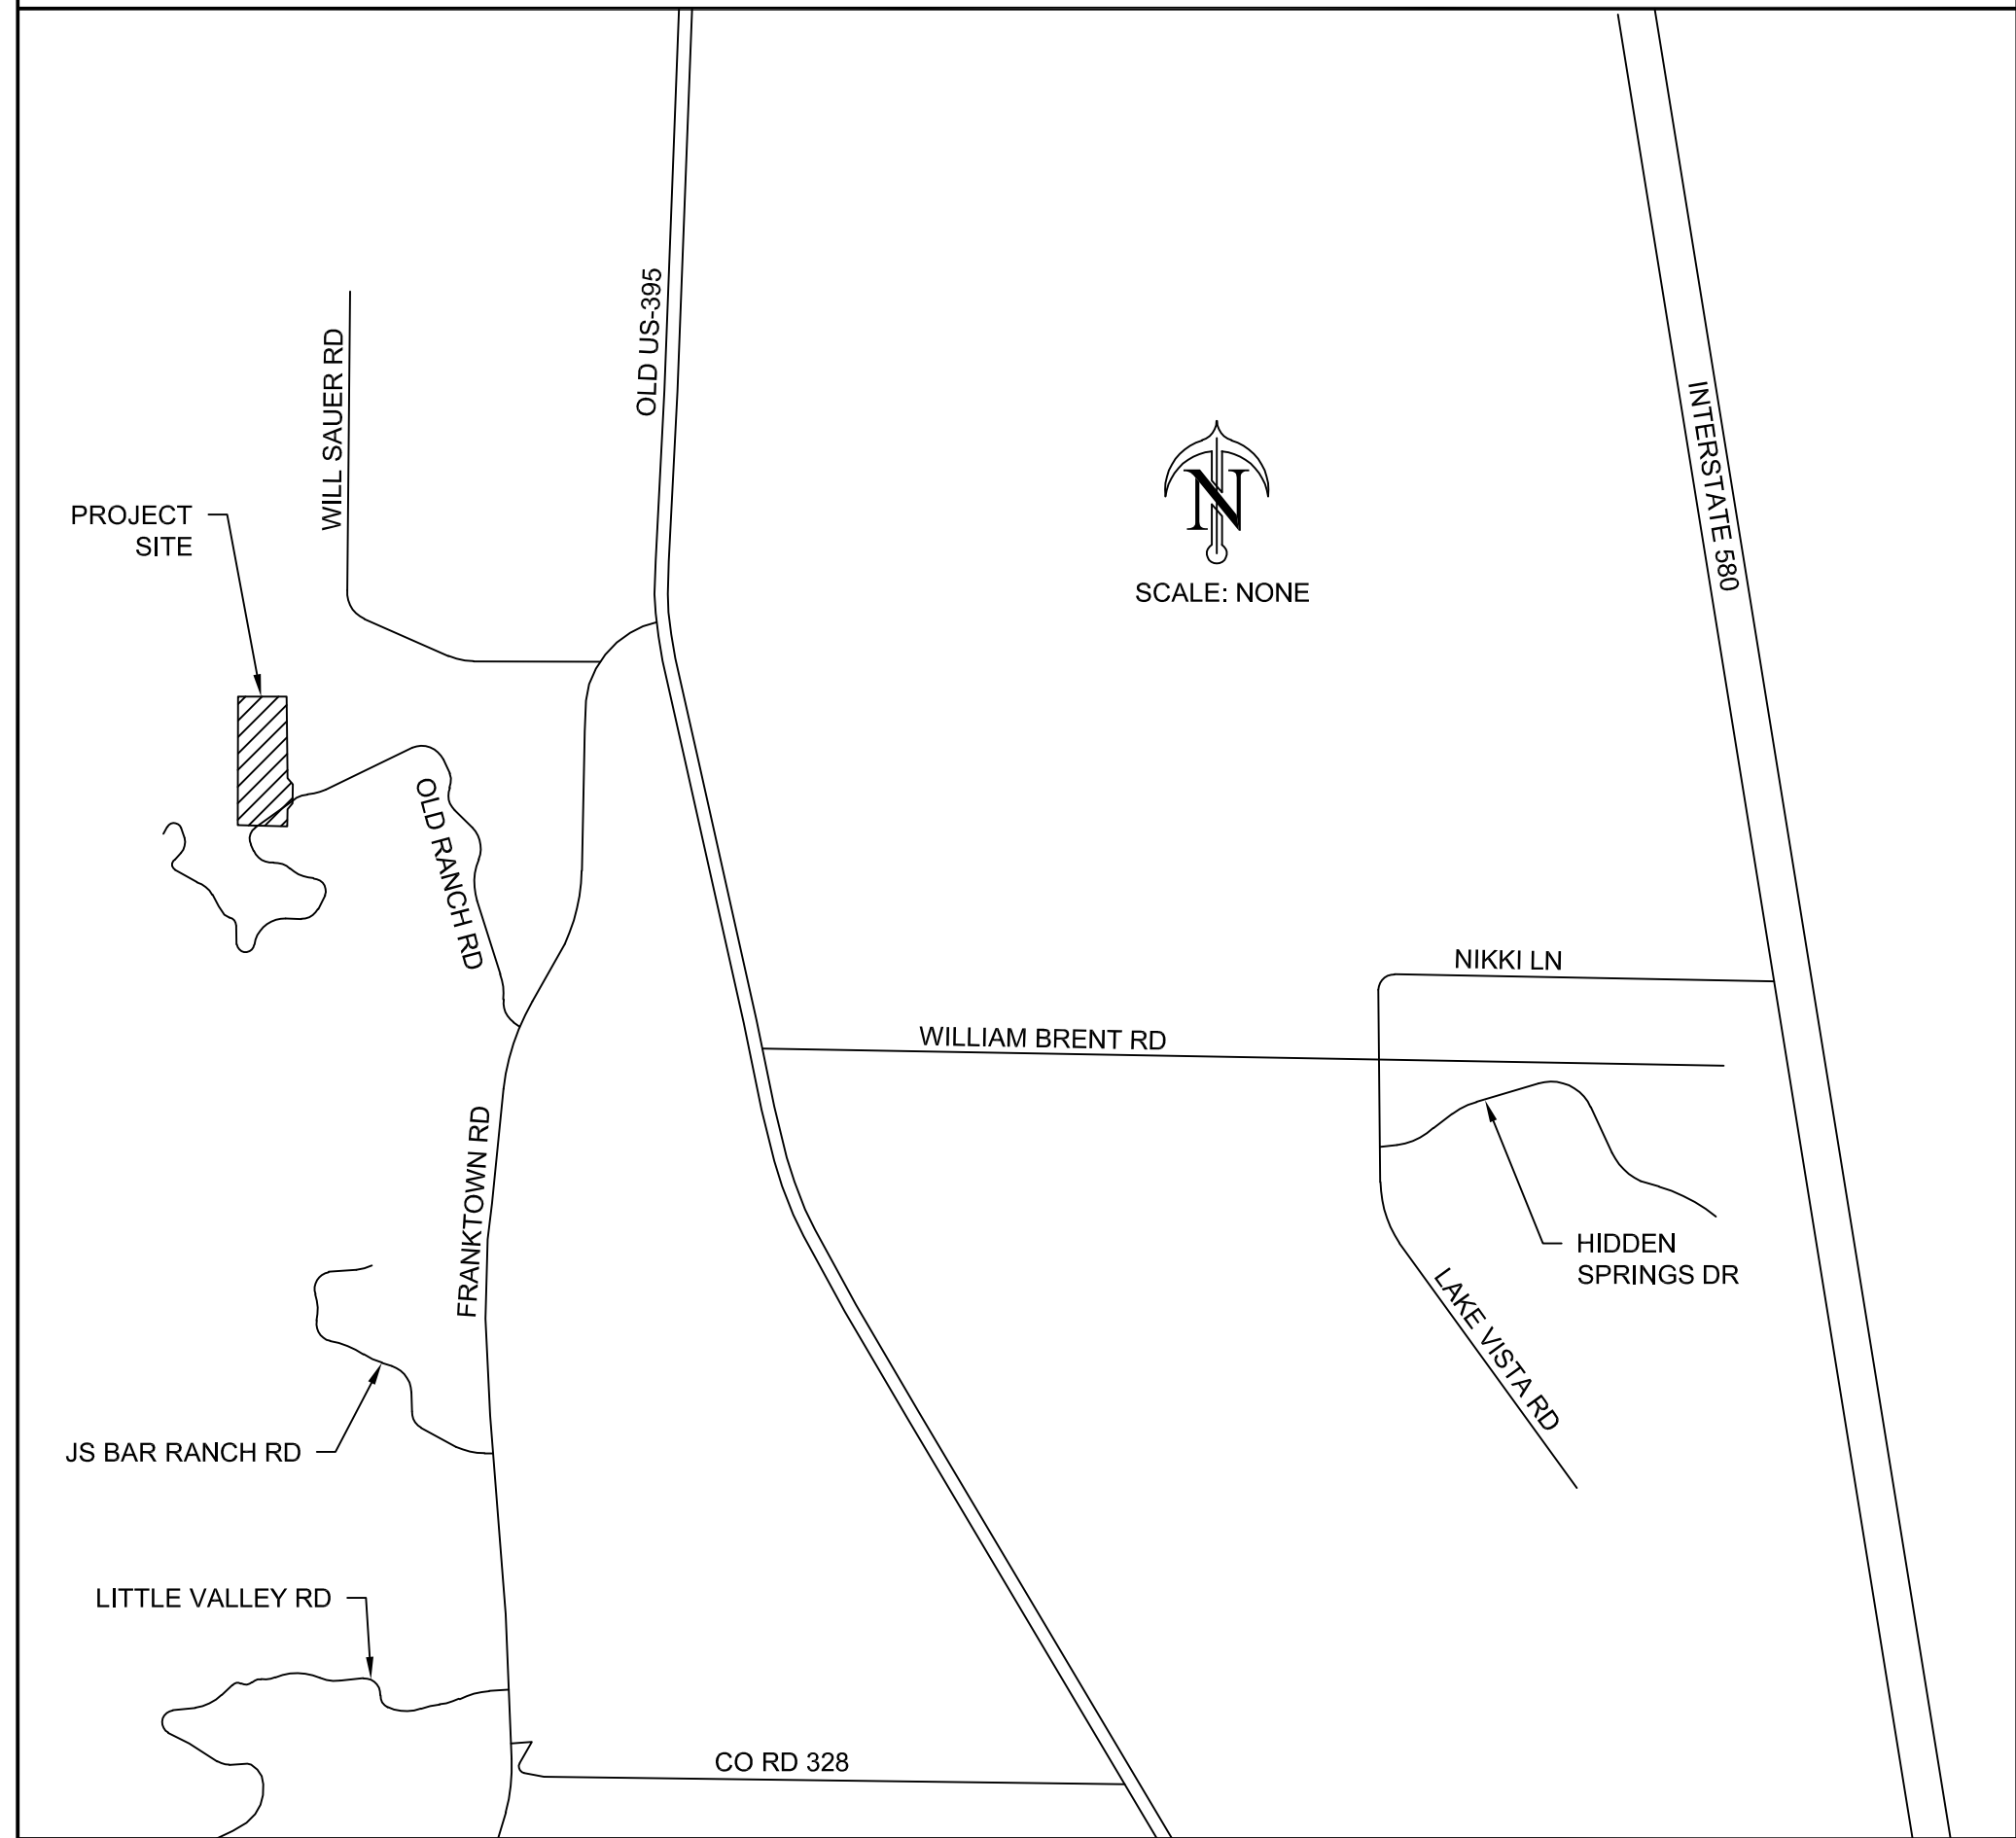 OLD US-395
WILL SAUER RD
INTERSTATE 580
PROJECT
SITE
N
SCALE: NONE
OLD RANCH RD
NIKKI LN
WILLIAM BRENT RD
FRANKTOWN RD
HIDDEN
SPRINGS DR
LAKE VISTA RD
JS BAR RANCH RD
LITTLE VALLEY RD
CO RD 328